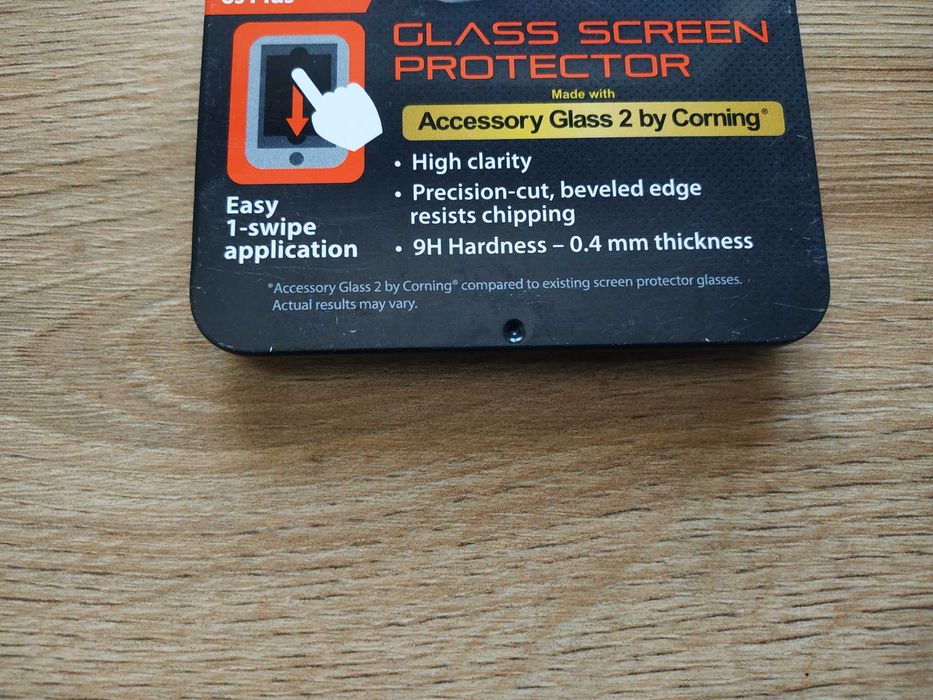 Plus
GLASS SCREEN
PROTECTOR
Made with
Accessory Glass 2 by Corning®
• High clarity
• Precision-cut, beveled edge
resists chipping
• 9H Hardness – 0.4 mm thickness
Easy
1-swipe
application
*Accessory Glass 2 by Corning® compared to existing screen protector glasses.
Actual results may vary.